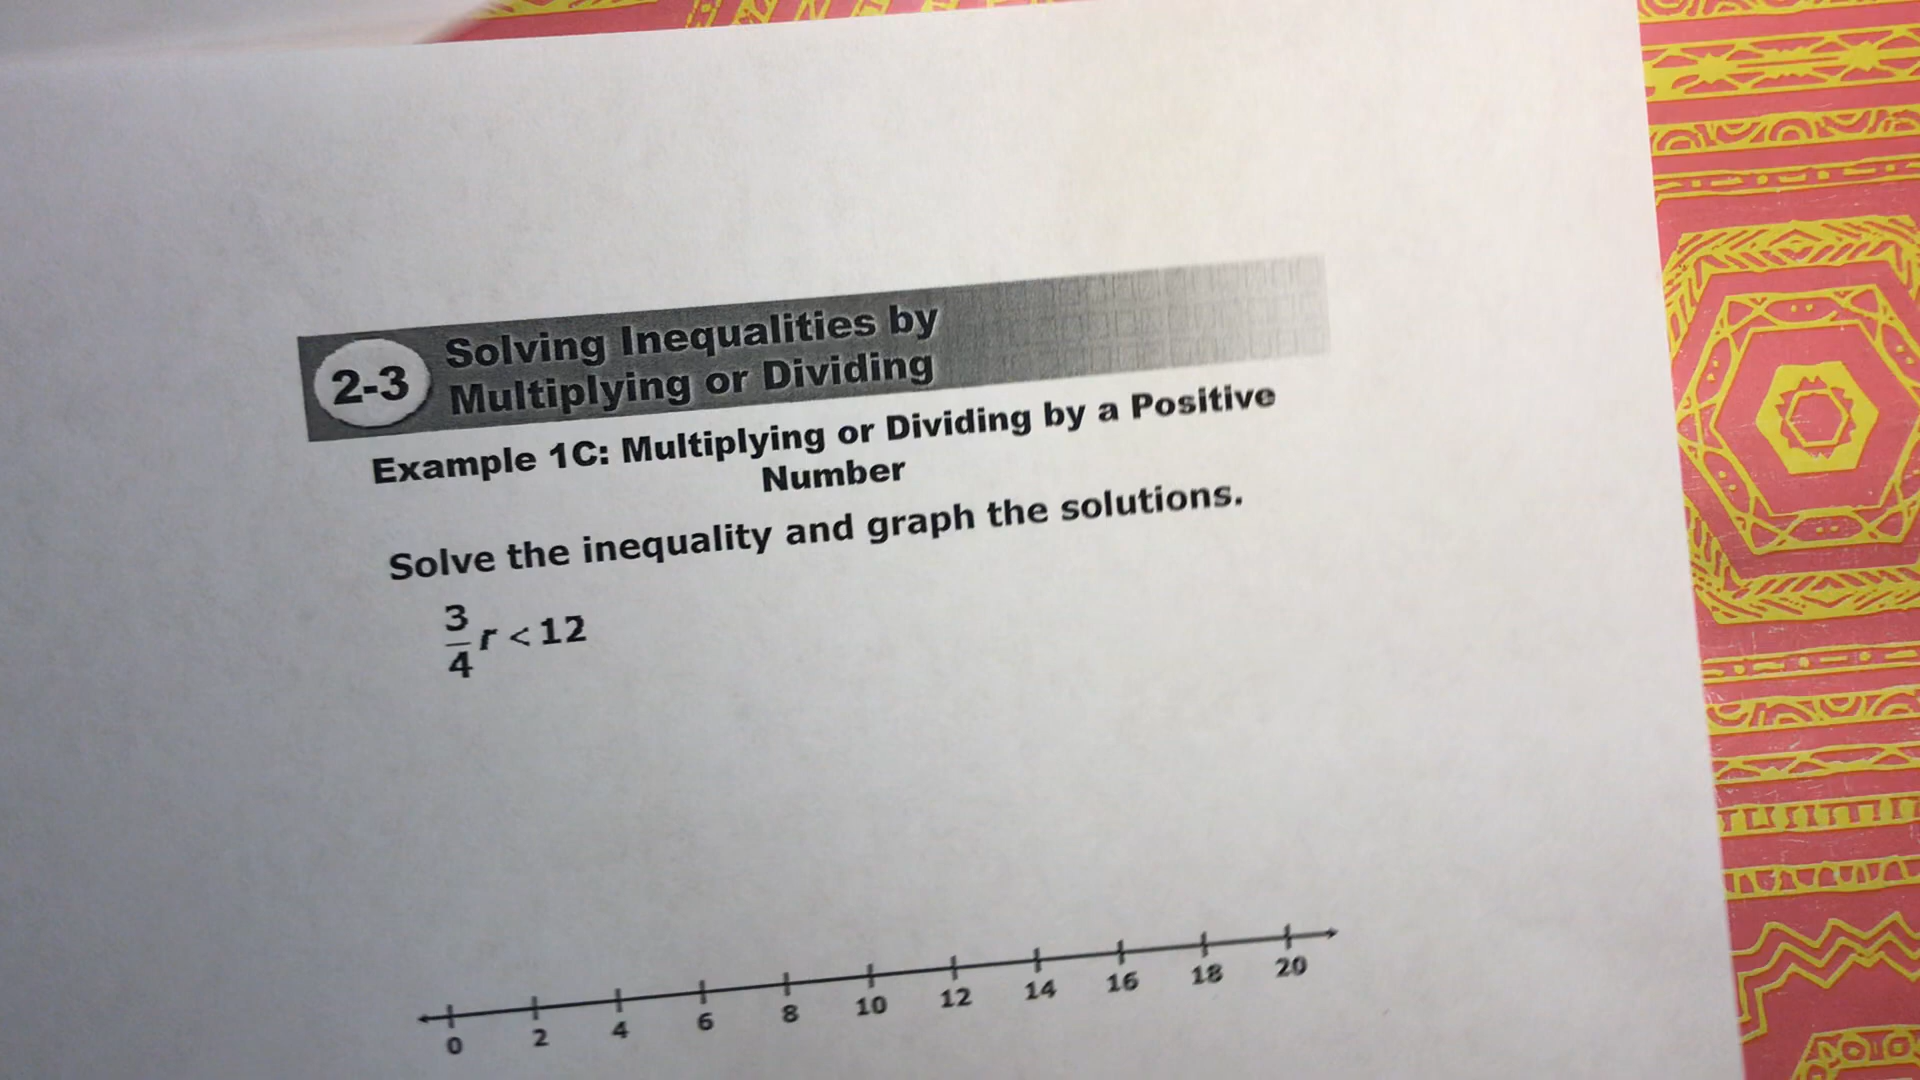 2-3
Solving Inequalities by
Multiplying or Dividing
Example 1C: Multiplying or Dividing by a Positive
Number
Solve the inequality and graph the solutions.
3/4 r < 12
0 2 4 6 8 10 12 14 16 18 20